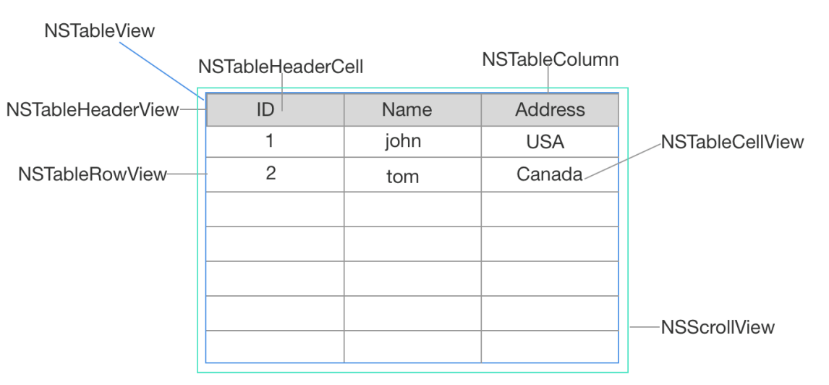 NSTableView
NSTableHeaderCell
NSTableColumn
NSTableHeaderView
ID Name Address
1 john USA
NSTableCellView
NSTableRowView
2 tom Canada
NSScrollView